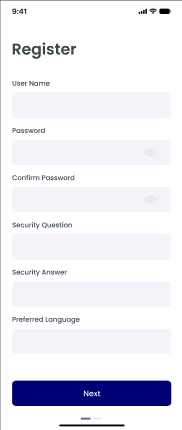 9:41
Register
User Name
Password
Confirm Password
Security Question
Security Answer
Preferred Language
Next